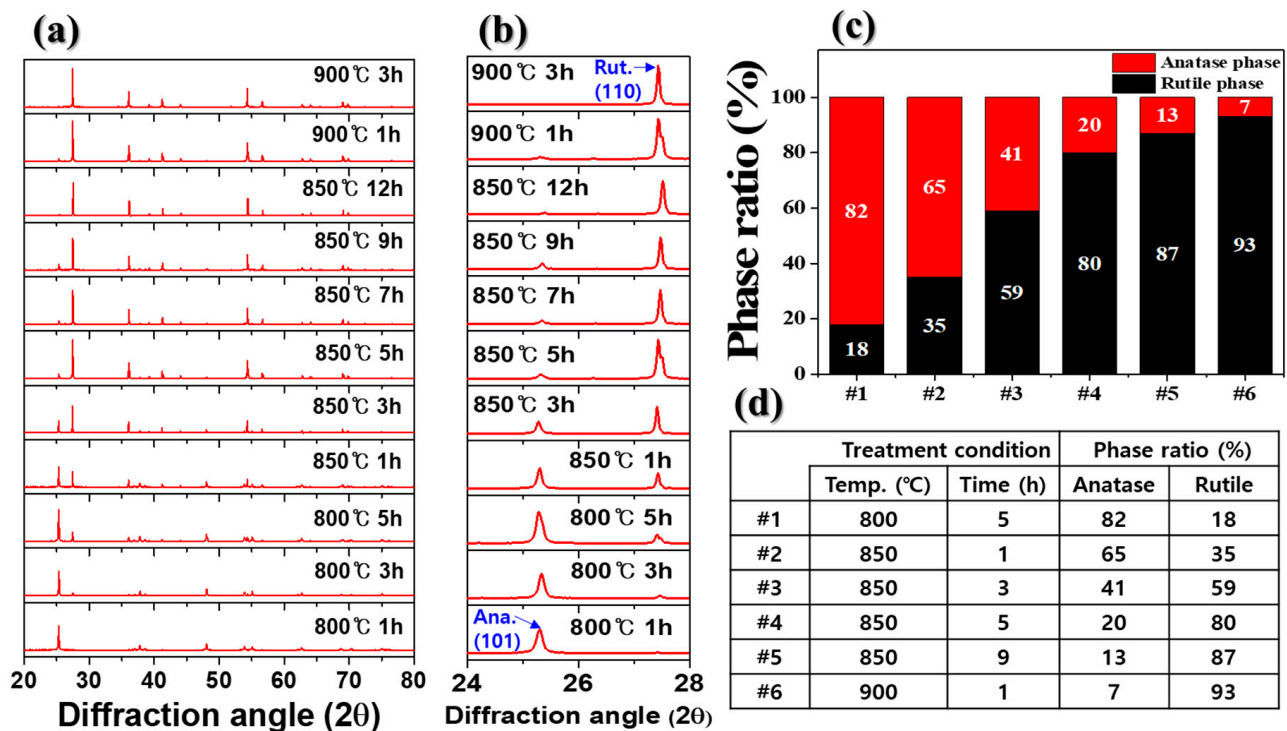 (a)
900℃ 3h
900℃ 1h
850℃ 12h
850℃ 9h
850℃ 7h
850℃ 5h
850℃ 3h
850℃ 1h
800℃ 5h
800℃ 3h
800℃ 1h
20 30 40 50 60 70 80
Diffraction angle (2θ)
(b)
900℃ 3h
Rut.
(110)
900℃ 1h
850℃ 12h
850℃ 9h
850℃ 7h
850℃ 5h
850℃ 3h
850℃ 1h
800℃ 5h
800℃ 3h
Ana.
(101)
800℃ 1h
24 26 28
Diffraction angle (2θ)
(c)
Anatase phase
Rutile phase
Phase ratio (%)
100
80
60
40
20
0
82 65 41 20 13 7
18 35 59 80 87 93
#1 #2 #3 #4 #5 #6
(d)
Treatment condition Phase ratio (%)
Temp. (℃) Time (h) Anatase Rutile
#1 800 5 82 18
#2 850 1 65 35
#3 850 3 41 59
#4 850 5 20 80
#5 850 9 13 87
#6 900 1 7 93